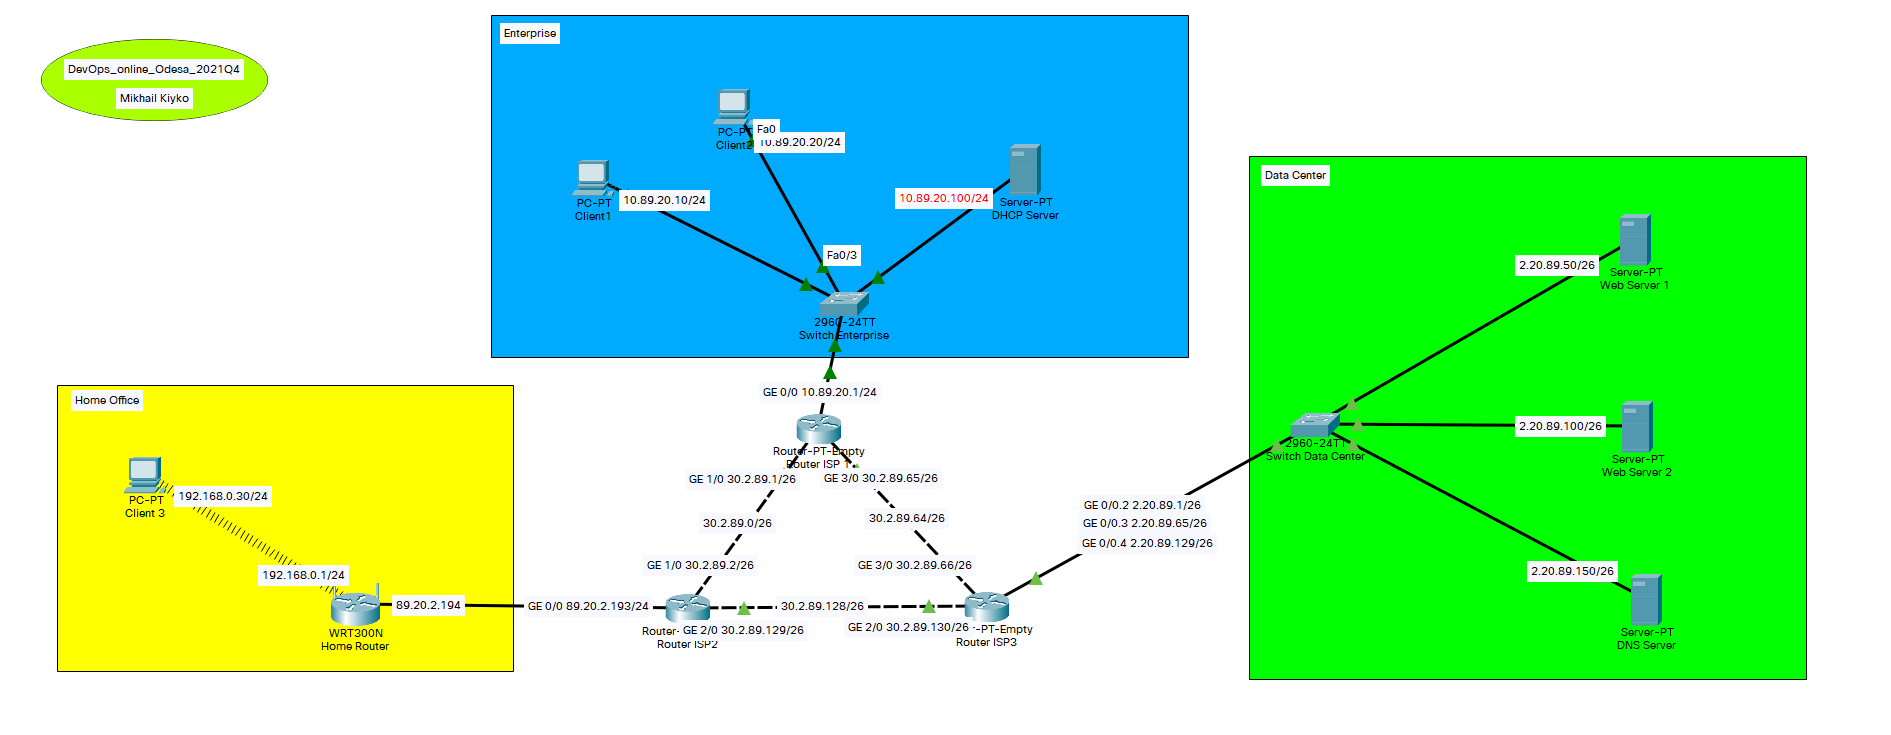 DevOps_online_Odesa_2021Q4
Mikhail Kiyko
Enterprise
PC-PT
Client2
Fa0
10.89.20.20/24
PC-PT
Client1
10.89.20.10/24
10.89.20.100/24
Server-PT
DHCP Server
Fa0/3
2960-24TT
Switch Enterprise
Data Center
2.20.89.50/26
Server-PT
Web Server 1
2.20.89.100/26
Server-PT
Web Server 2
2960-24TT
Switch Data Center
2.20.89.150/26
Server-PT
DNS Server
Home Office
PC-PT
Client 3
192.168.0.30/24
192.168.0.1/24
WRT300N
Home Router
89.20.2.194
GE 0/0 10.89.20.1/24
Router-PT-Empty
Router ISP 1
GE 1/0 30.2.89.1/26
GE 3/0 30.2.89.65/26
30.2.89.0/26
30.2.89.64/26
GE 1/0 30.2.89.2/26
GE 3/0 30.2.89.66/26
GE 0/0 89.20.2.193/24
30.2.89.128/26
Router-
GE 2/0 30.2.89.129/26
Router ISP2
GE 2/0 30.2.89.130/26
-PT-Empty
Router ISP3
GE 0/0.2 2.20.89.1/26
GE 0/0.3 2.20.89.65/26
GE 0/0.4 2.20.89.129/26